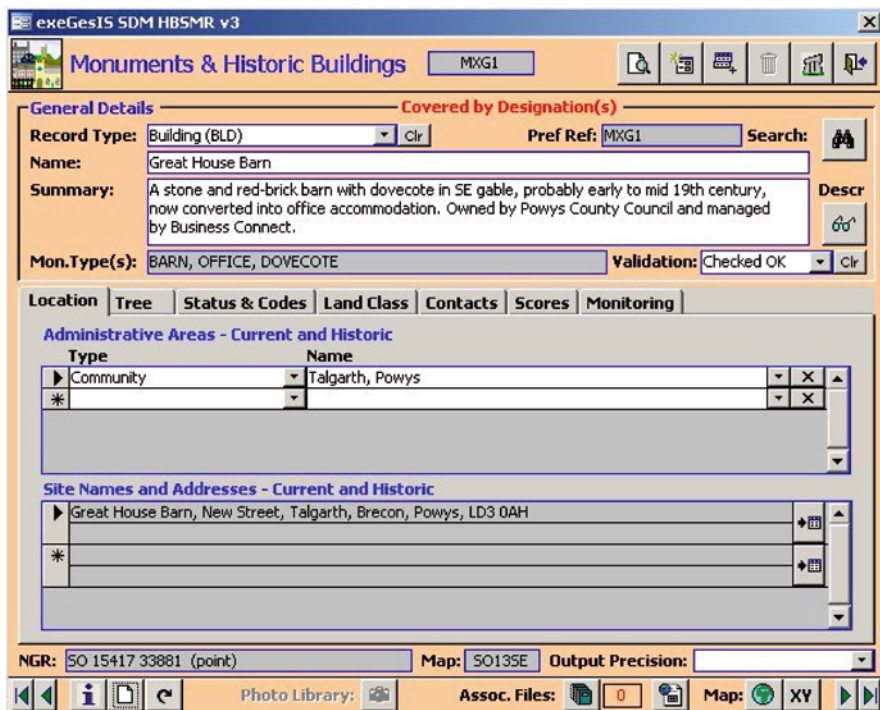 exeGesIS SDM HBSMR v3
Monuments & Historic Buildings MXG1
General Details Covered by Designation(s)
Record Type: Building (BLD) Clr Pref Ref: MXG1 Search:
Name: Great House Barn
Summary: A stone and red-brick barn with dovecote in SE gable, probably early to mid 19th century, Descr
now converted into office accommodation. Owned by Powys County Council and managed
by Business Connect.
Mon.Type(s): BARN, OFFICE, DOVECOTE Validation: Checked OK Clr
Location Tree Status & Codes Land Class Contacts Scores Monitoring
Administrative Areas - Current and Historic
Type Name
Community Talgarth, Powys
Site Names and Addresses - Current and Historic
Great House Barn, New Street, Talgarth, Brecon, Powys, LD3 0AH
NGR: SO 15417 33881 (point) Map: SO13SE Output Precision:
Photo Library: Assoc. Files: 0 Map: XY